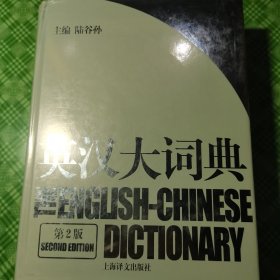 主编 陆谷孙
英汉大词典
THE ENGLISH-CHINESE
DICTIONARY
第2版
SECOND EDITION
上海译文出版社